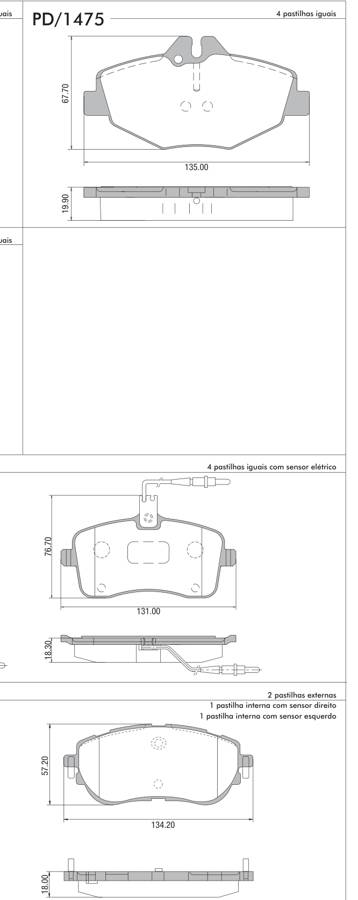 uais
PD/1475
4 pastilhas iguais
67.70
135.00
19.90
uais
4 pastilhas iguais com sensor elétrico
76.70
131.00
18.30
2 pastilhas externas
1 pastilha interna com sensor direito
1 pastilha interna com sensor esquerdo
57.20
134.20
18.00